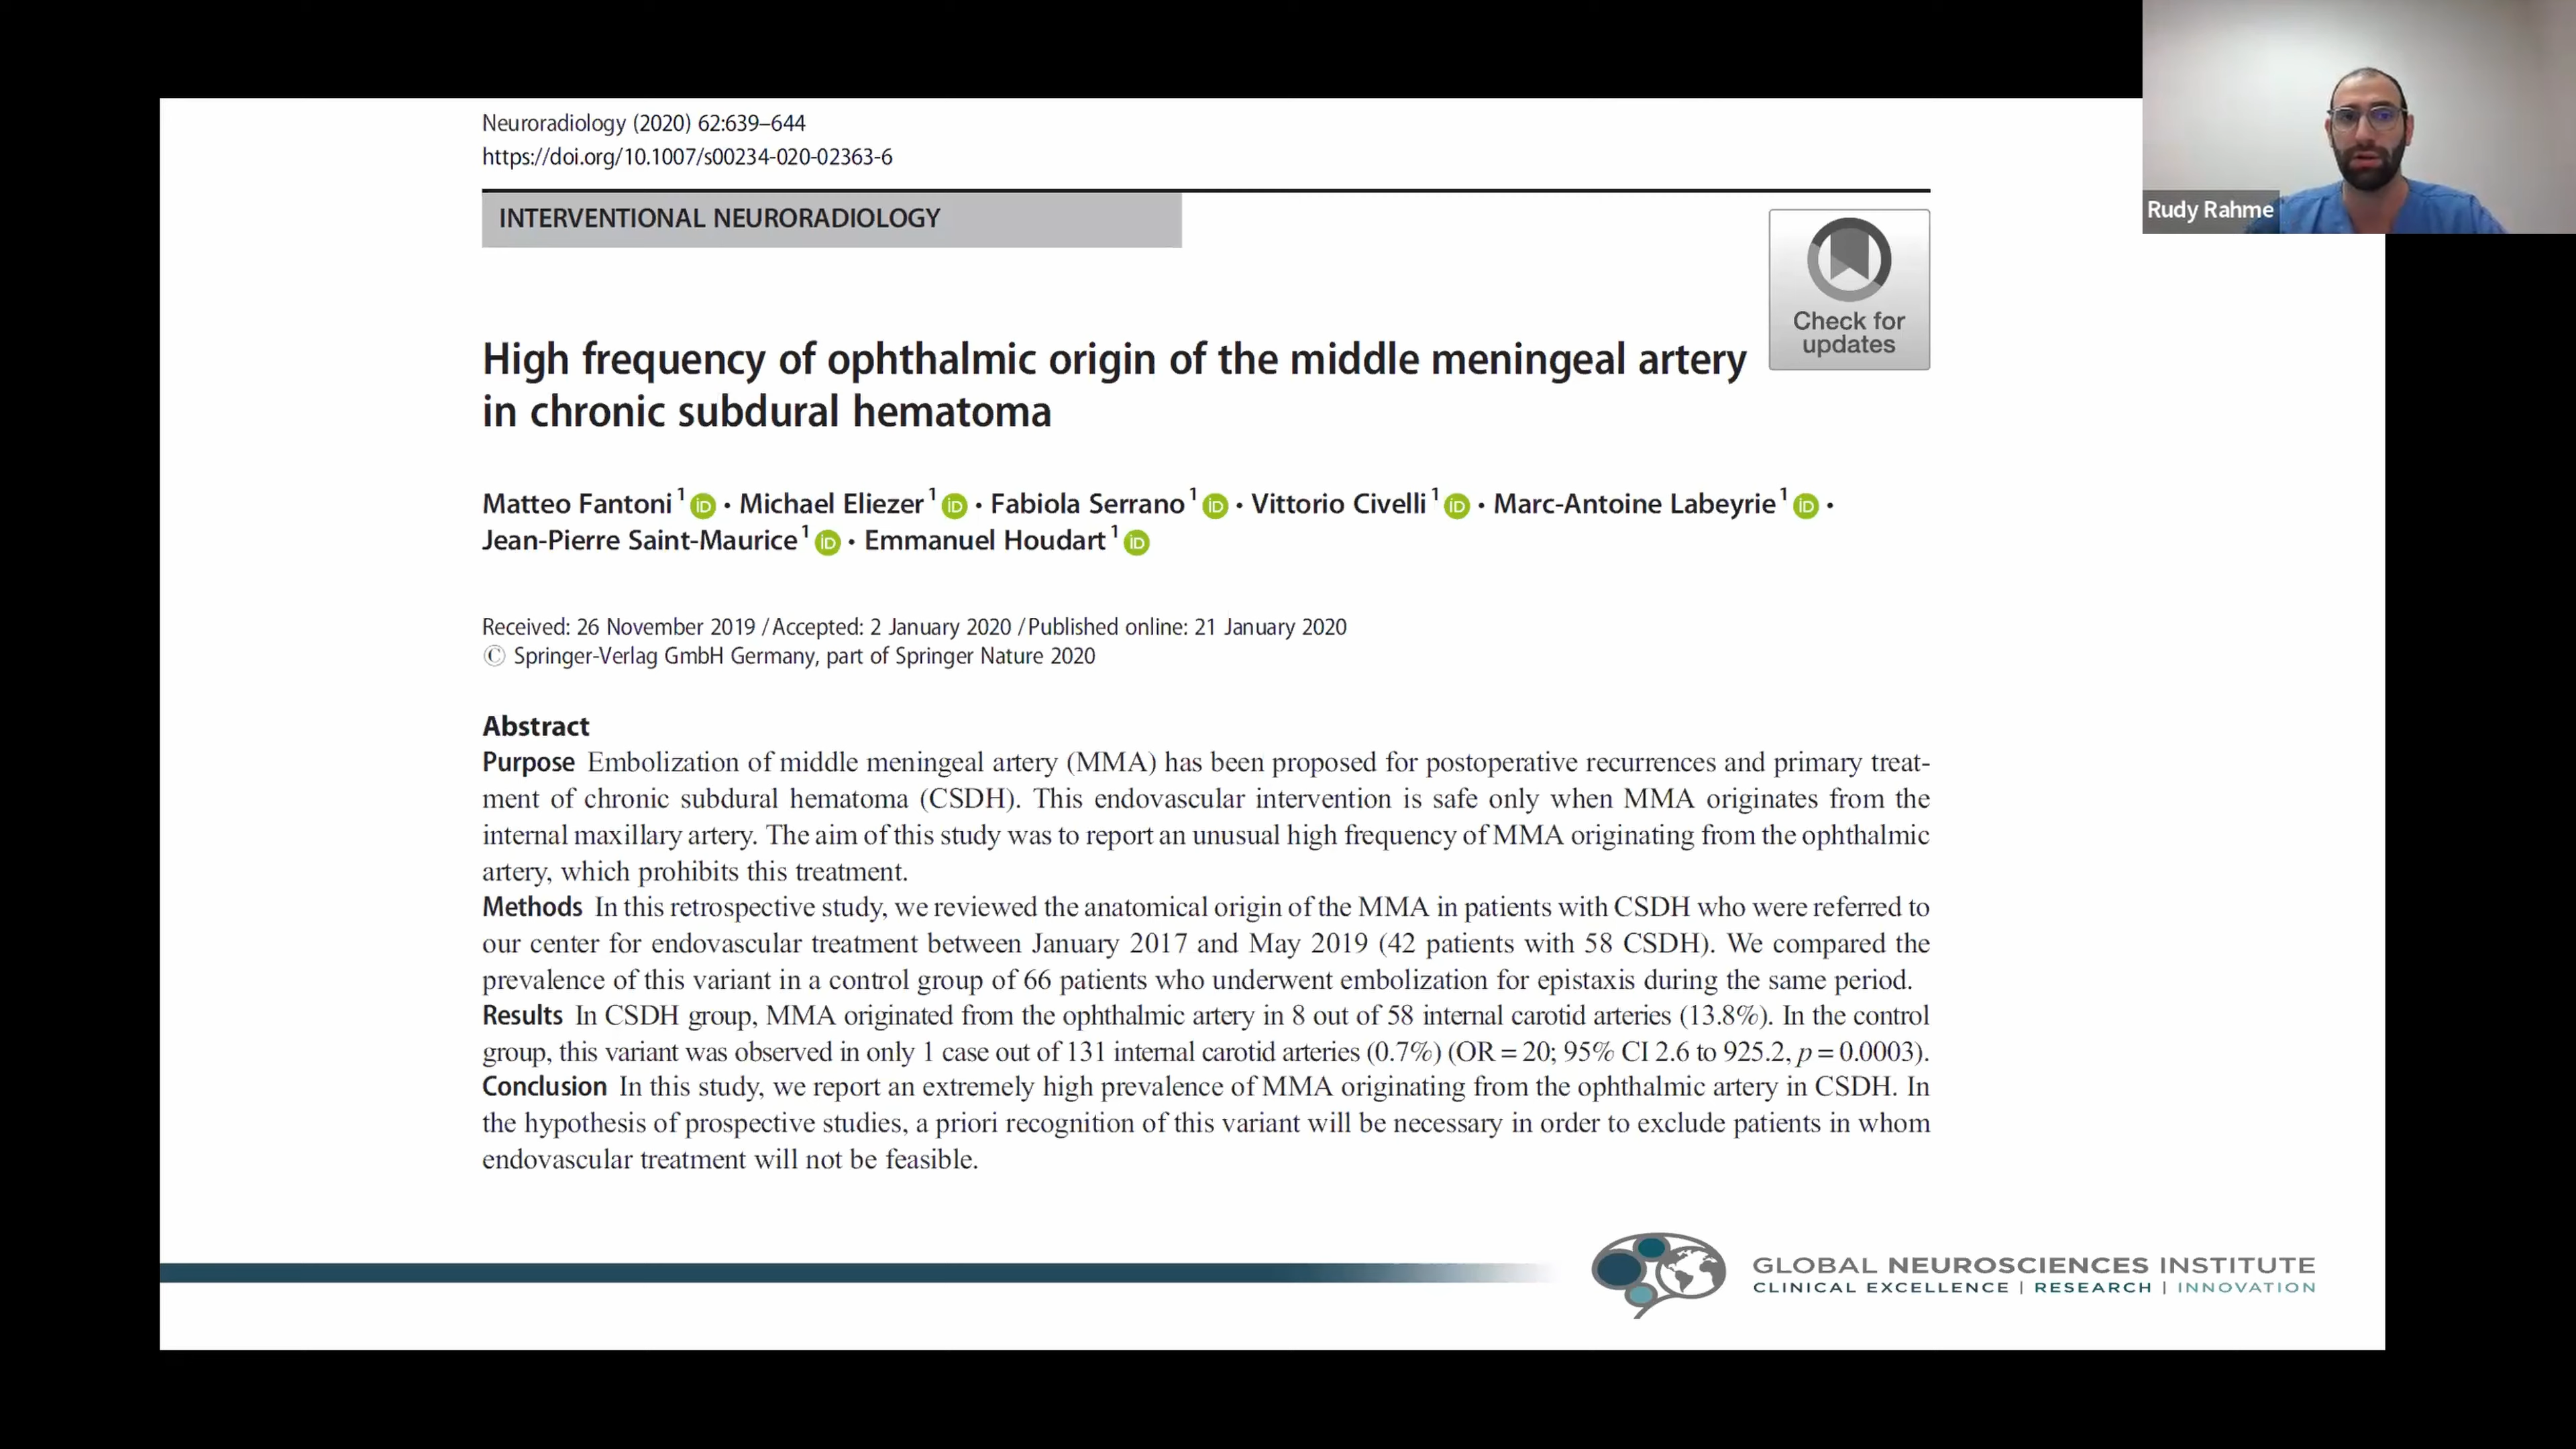 Neuroradiology (2020) 62:639–644
https://doi.org/10.1007/s00234-020-02363-6
INTERVENTIONAL NEURORADIOLOGY
Rudy Rahme
Check for
updates
High frequency of ophthalmic origin of the middle meningeal artery
in chronic subdural hematoma
Matteo Fantoni 1 iD · Michael Eliezer 1 iD · Fabiola Serrano 1 iD · Vittorio Civelli 1 iD · Marc-Antoine Labeyrie 1 iD ·
Jean-Pierre Saint-Maurice 1 iD · Emmanuel Houdart 1 iD
Received: 26 November 2019 / Accepted: 2 January 2020 / Published online: 21 January 2020
© Springer-Verlag GmbH Germany, part of Springer Nature 2020
Abstract
Purpose Embolization of middle meningeal artery (MMA) has been proposed for postoperative recurrences and primary treat-
ment of chronic subdural hematoma (CSDH). This endovascular intervention is safe only when MMA originates from the
internal maxillary artery. The aim of this study was to report an unusual high frequency of MMA originating from the ophthalmic
artery, which prohibits this treatment.
Methods In this retrospective study, we reviewed the anatomical origin of the MMA in patients with CSDH who were referred to
our center for endovascular treatment between January 2017 and May 2019 (42 patients with 58 CSDH). We compared the
prevalence of this variant in a control group of 66 patients who underwent embolization for epistaxis during the same period.
Results In CSDH group, MMA originated from the ophthalmic artery in 8 out of 58 internal carotid arteries (13.8%). In the control
group, this variant was observed in only 1 case out of 131 internal carotid arteries (0.7%) (OR = 20; 95% CI 2.6 to 925.2, p = 0.0003).
Conclusion In this study, we report an extremely high prevalence of MMA originating from the ophthalmic artery in CSDH. In
the hypothesis of prospective studies, a priori recognition of this variant will be necessary in order to exclude patients in whom
endovascular treatment will not be feasible.
GLOBAL NEUROSCIENCES INSTITUTE
CLINICAL EXCELLENCE | RESEARCH | INNOVATION